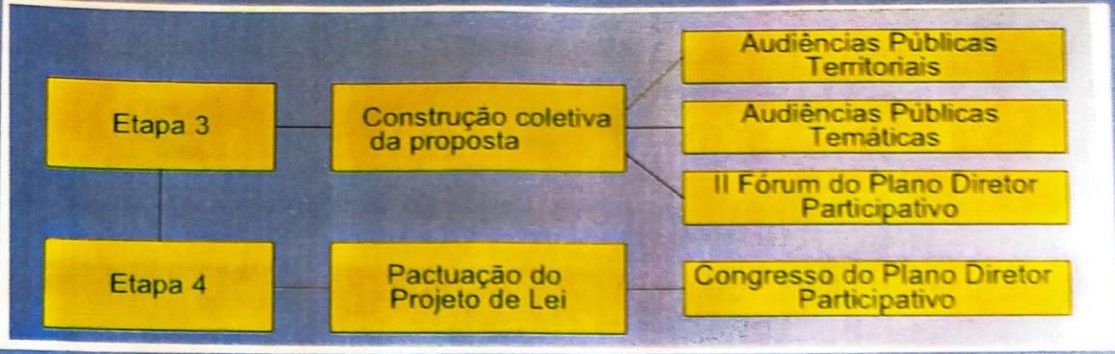 Etapa 3
Construção coletiva
da proposta
Audiências Públicas
Territoriais
Audiências Públicas
Temáticas
II Fórum do Plano Diretor
Participativo
Etapa 4
Pactuação do
Projeto de Lei
Congresso do Plano Diretor
Participativo